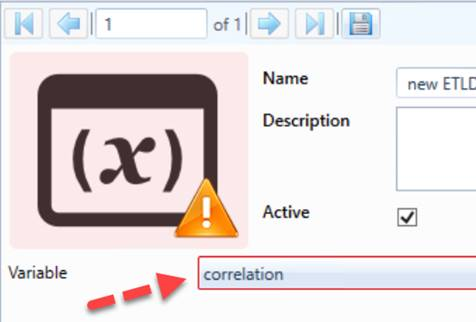 1 of 1
(x)
Name new ETLD
Description
Active
Variable correlation